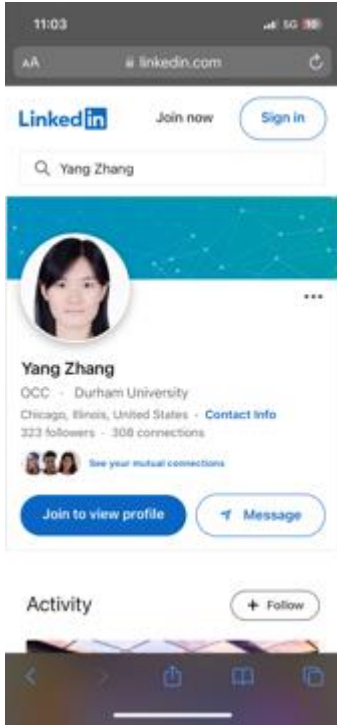 11:03
5G
AA
linkedin.com
Linked in
Join now
Sign in
Yang Zhang
Yang Zhang
OCC · Durham University
Chicago, Illinois, United States · Contact Info
323 followers · 308 connections
See your mutual connections
Join to view profile
Message
Activity
+ Follow